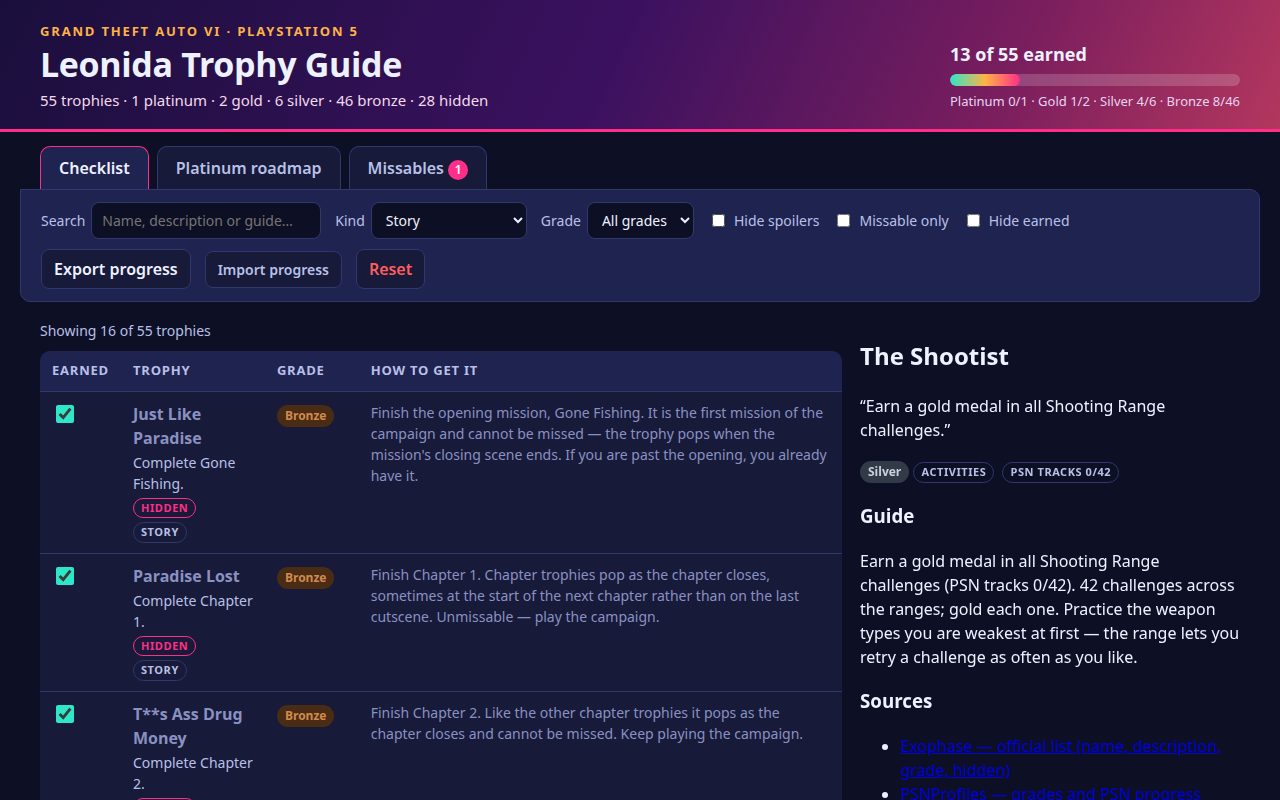 GRAND THEFT AUTO VI · PLAYSTATION 5
Leonida Trophy Guide
55 trophies · 1 platinum · 2 gold · 6 silver · 46 bronze · 28 hidden
13 of 55 earned
Platinum 0/1 · Gold 1/2 · Silver 4/6 · Bronze 8/46
Checklist
Platinum roadmap
Missables 1
Search Name, description or guide... Kind Story Grade All grades Hide spoilers Missable only Hide earned
Export progress Import progress Reset
Showing 16 of 55 trophies
EARNED TROPHY GRADE HOW TO GET IT
Just Like
Paradise
Complete Gone
Fishing.
HIDDEN
STORY
Bronze
Finish the opening mission, Gone Fishing. It is the first mission of the
campaign and cannot be missed — the trophy pops when the
mission's closing scene ends. If you are past the opening, you already
have it.
Paradise Lost
Complete Chapter
1.
HIDDEN
STORY
Bronze
Finish Chapter 1. Chapter trophies pop as the chapter closes,
sometimes at the start of the next chapter rather than on the last
cutscene. Unmissable — play the campaign.
T**s Ass Drug
Money
Complete Chapter
2.
Bronze
Finish Chapter 2. Like the other chapter trophies it pops as the
chapter closes and cannot be missed. Keep playing the campaign.
The Shootist
“Earn a gold medal in all Shooting Range
challenges.”
Silver ACTIVITIES PSN TRACKS 0/42
Guide
Earn a gold medal in all Shooting Range
challenges (PSN tracks 0/42). 42 challenges across
the ranges; gold each one. Practice the weapon
types you are weakest at first — the range lets you
retry a challenge as often as you like.
Sources
Exophase — official list (name, description,
grade, hidden)
PSNProfiles — grades and PSN progress